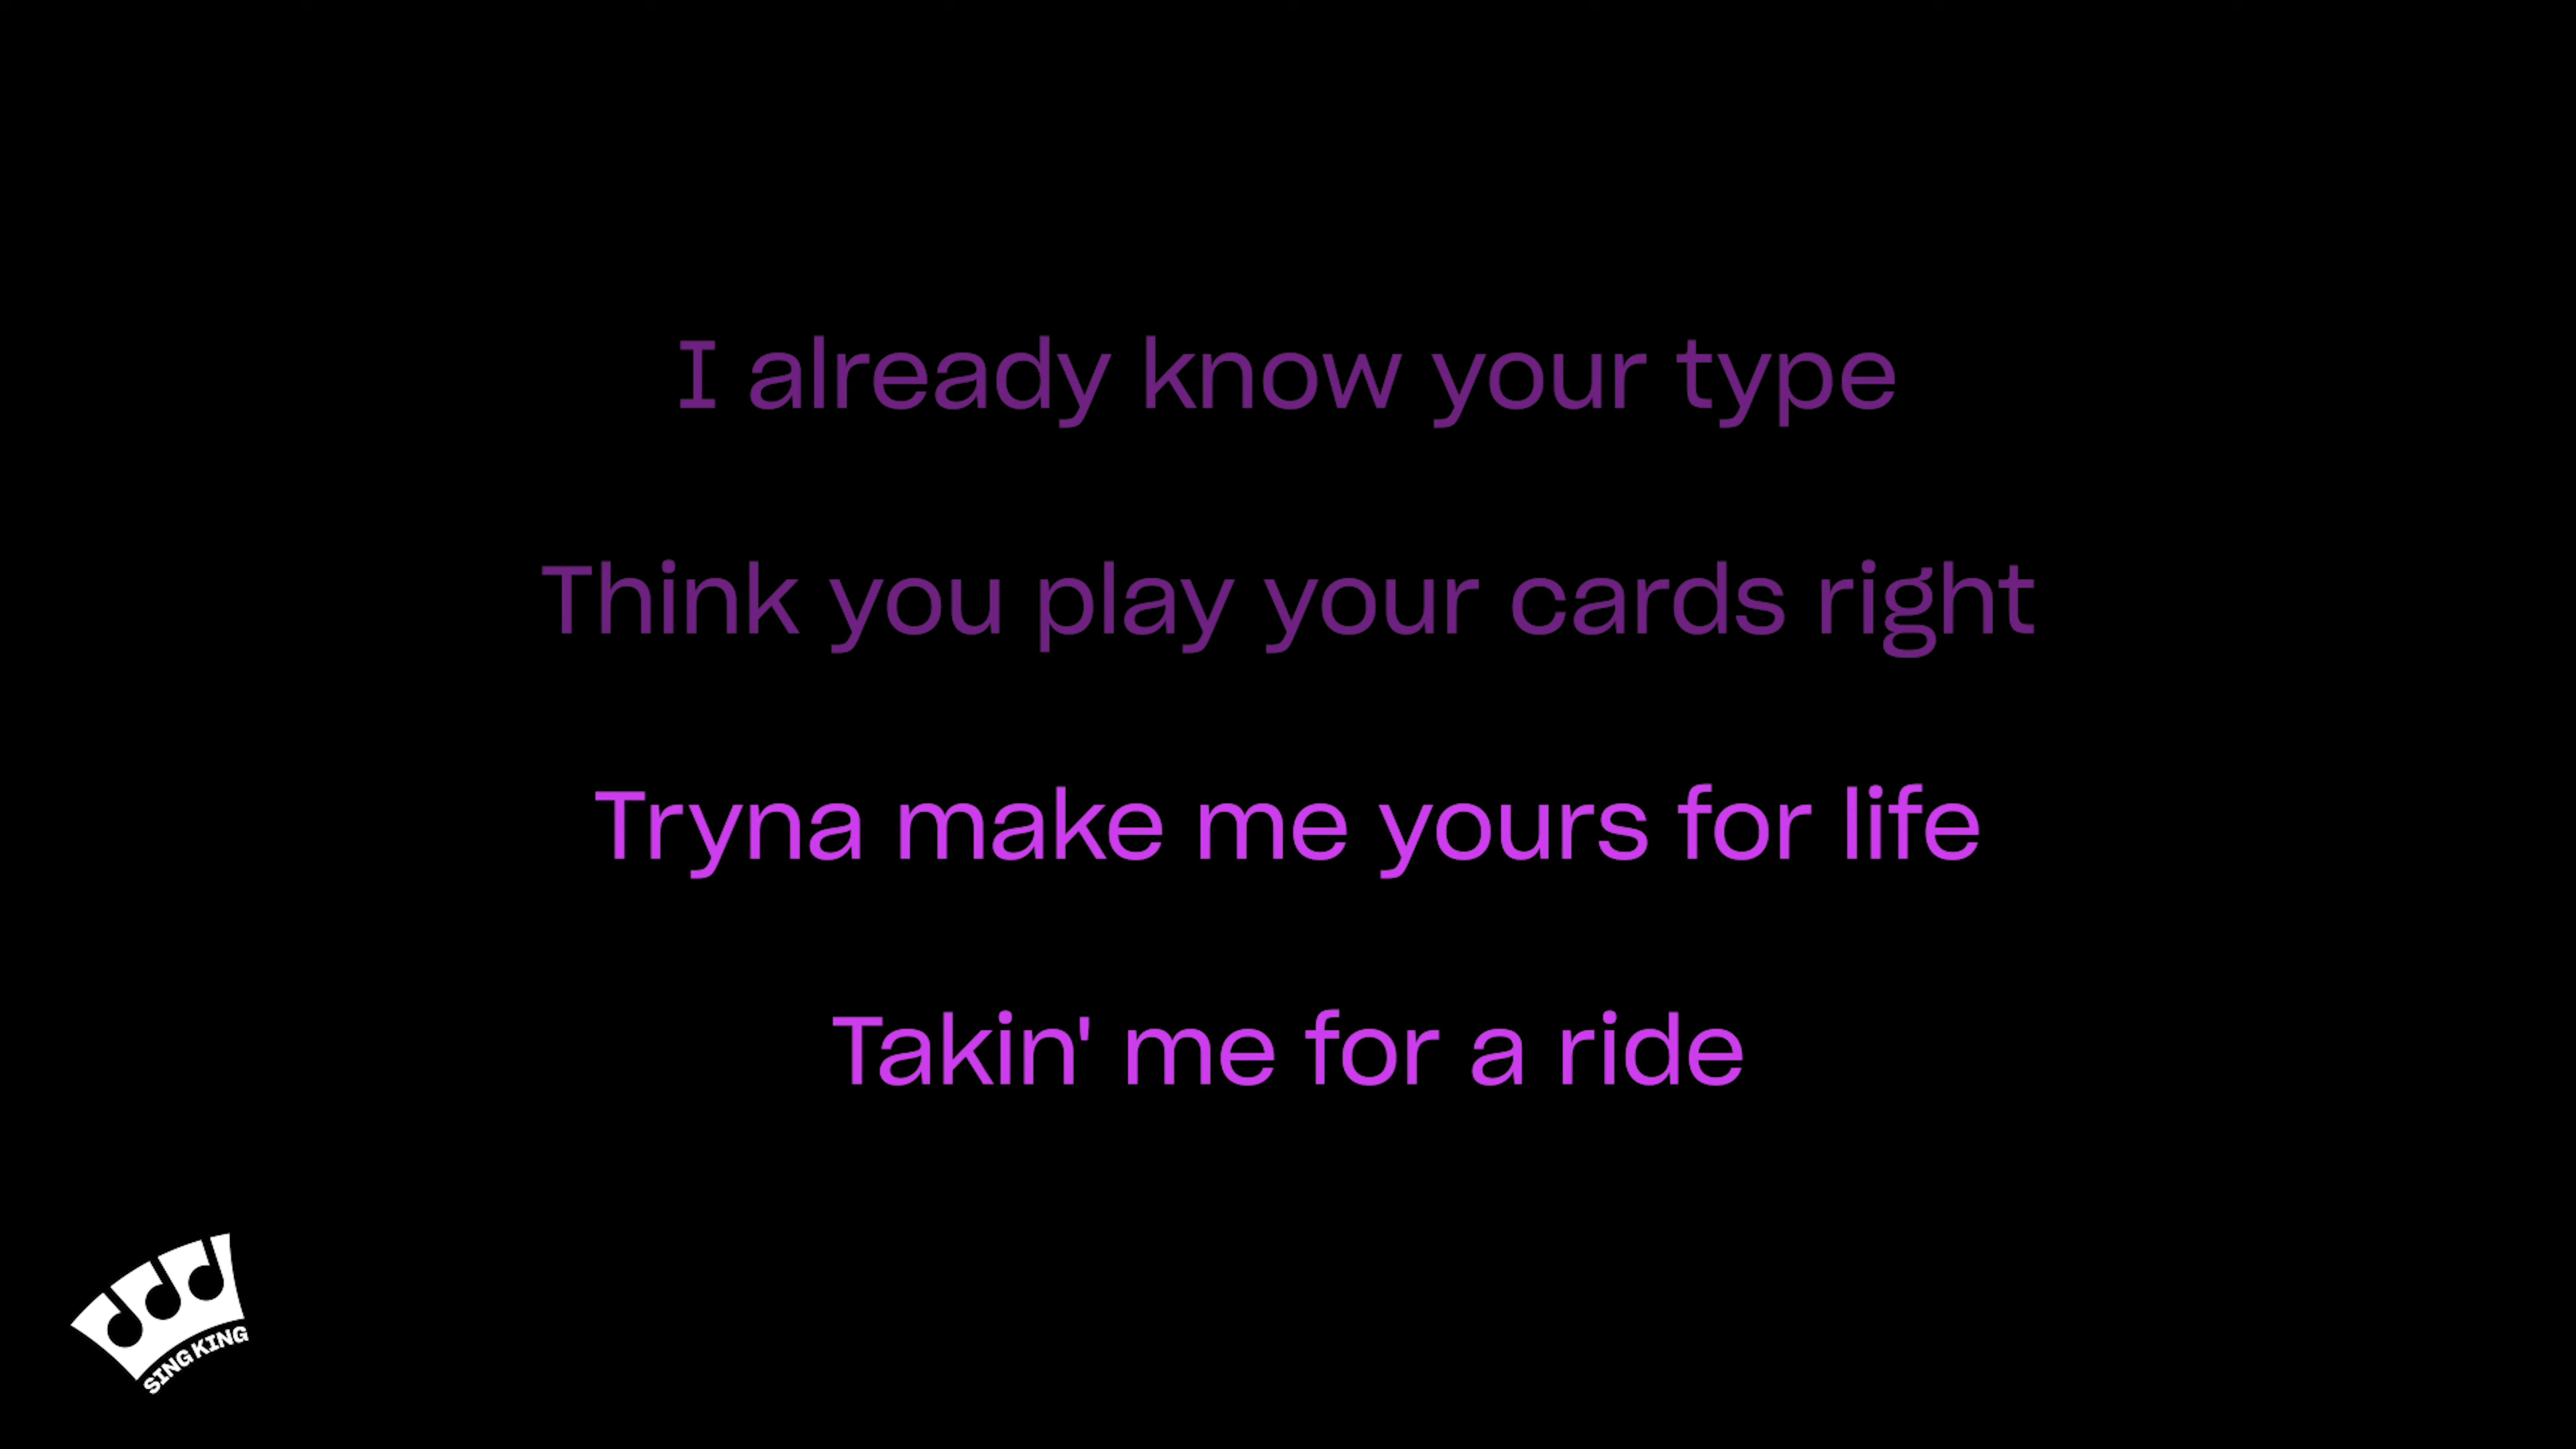 I already know your type
Think you play your cards right
Tryna make me yours for life
Takin' me for a ride
SING KING